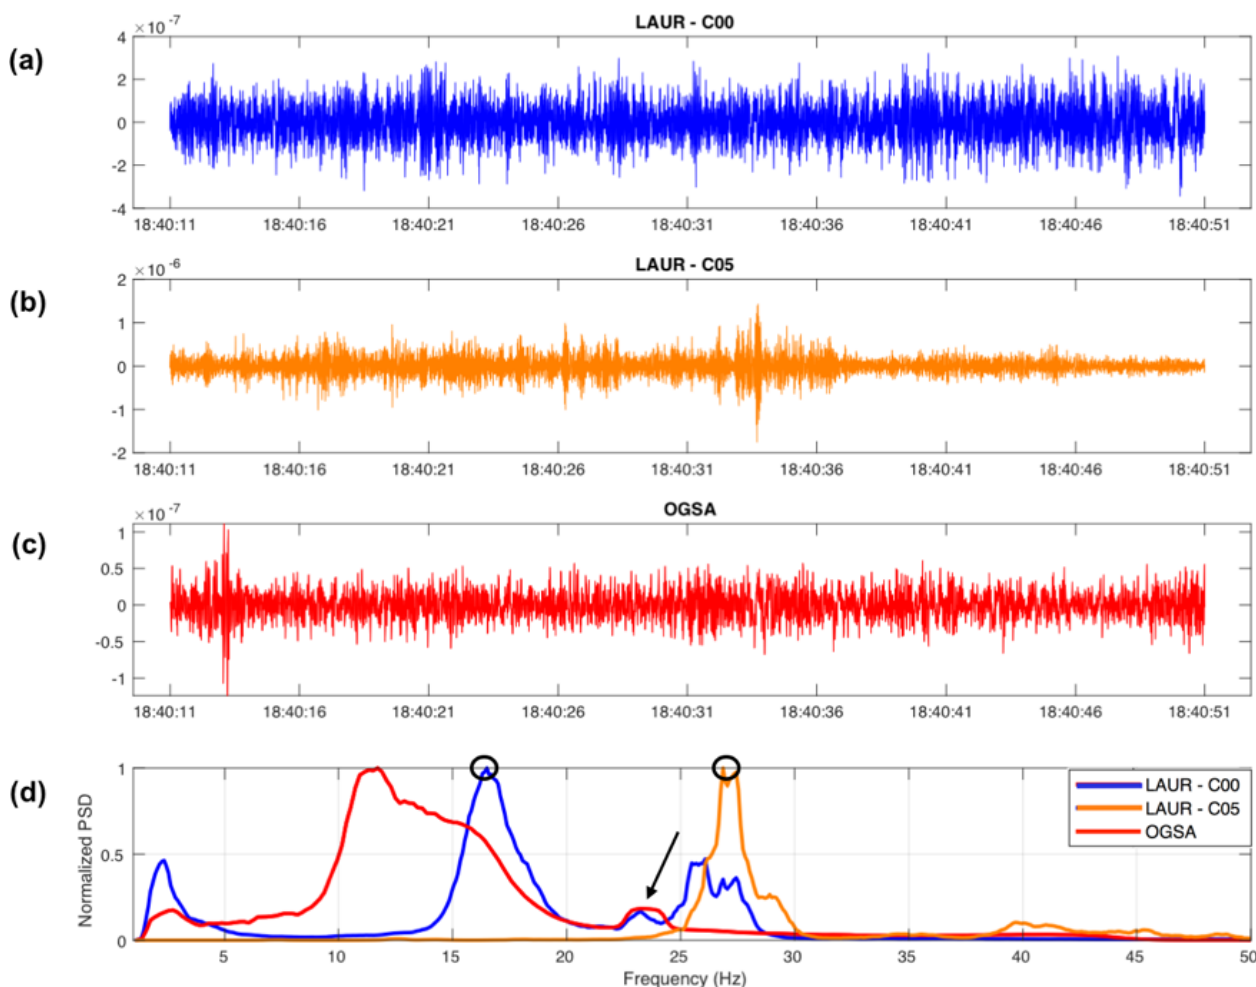 (a)
LAUR - C00
×10 -7
4
2
0
-2
-4
18:40:11 18:40:16 18:40:21 18:40:26 18:40:31 18:40:36 18:40:41 18:40:46 18:40:51
(b)
LAUR - C05
×10 -6
2
1
0
-1
-2
18:40:11 18:40:16 18:40:21 18:40:26 18:40:31 18:40:36 18:40:41 18:40:46 18:40:51
(c)
OGSA
×10 -7
1
0.5
0
-0.5
-1
18:40:11 18:40:16 18:40:21 18:40:26 18:40:31 18:40:36 18:40:41 18:40:46 18:40:51
(d)
Normalized PSD
1
0.5
0
LAUR - C00
LAUR - C05
OGSA
5 10 15 20 25 30 35 40 45 50
Frequency (Hz)